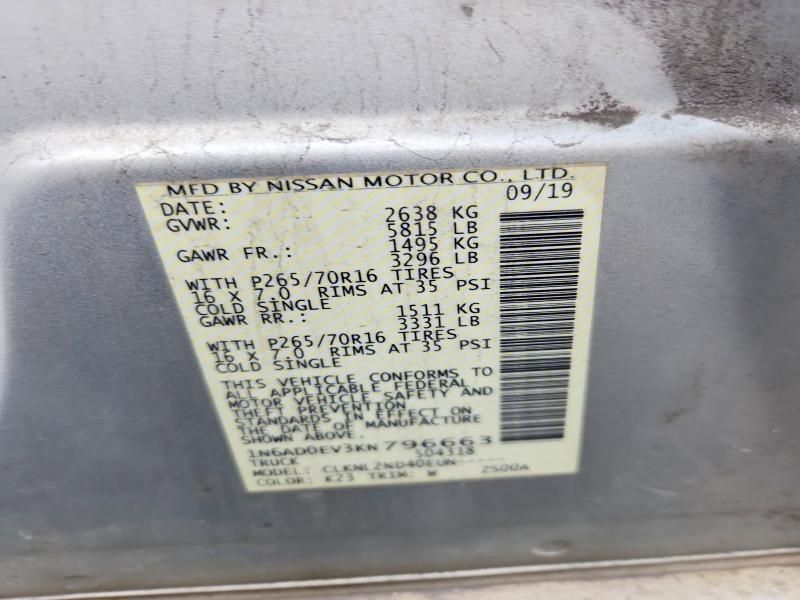 MFD BY NISSAN MOTOR CO., LTD.
DATE: 09/19
GVWR: 2638 KG
5815 LB
GAWR FR.: 1495 KG
3296 LB
WITH P265/70R16 TIRES
16 X 7.0 RIMS AT 35 PSI
COLD SINGLE
GAWR RR.: 1511 KG
3331 LB
WITH P265/70R16 TIRES
16 X 7.0 RIMS AT 35 PSI
COLD SINGLE
THIS VEHICLE CONFORMS TO
ALL APPLICABLE FEDERAL
MOTOR VEHICLE SAFETY AND
THEFT PREVENTION
STANDARDS IN EFFECT ON
THE DATE OF MANUFACTURE
SHOWN ABOVE.
1N6AD0EV3KN796663
TRUCK 504318
MODEL: CLKNL2ND40EUN-----
COLOR: K23 TRIM: W 2S00A